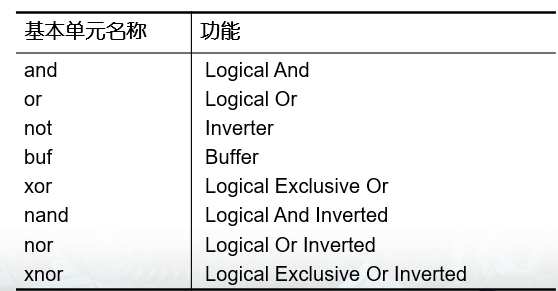 基本单元名称 功能
and Logical And
or Logical Or
not Inverter
buf Buffer
xor Logical Exclusive Or
nand Logical And Inverted
nor Logical Or Inverted
xnor Logical Exclusive Or Inverted